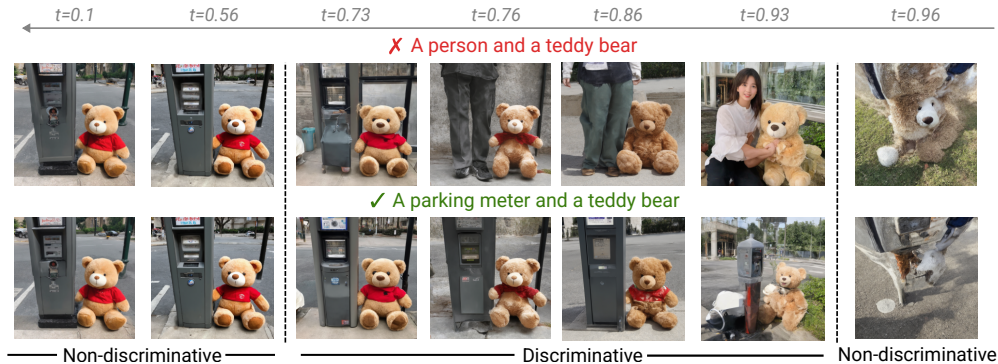 t=0.1 t=0.56 t=0.73 t=0.76 t=0.86 t=0.93 t=0.96
✗ A person and a teddy bear
✓ A parking meter and a teddy bear
Non-discriminative Discriminative Non-discriminative